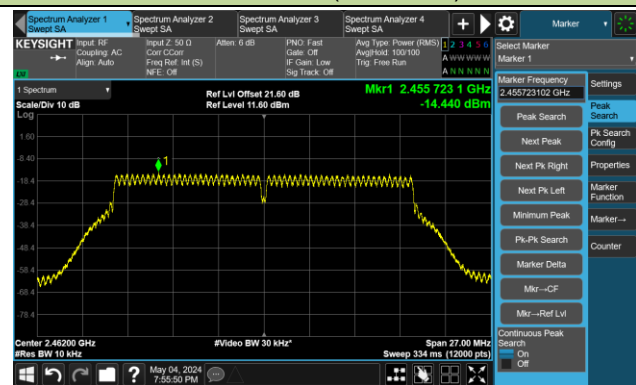 Spectrum Analyzer 1
Swept SA
Spectrum Analyzer 2
Swept SA
Spectrum Analyzer 3
Swept SA
Spectrum Analyzer 4
Swept SA
Marker
KEYSIGHT
Input: RF
Coupling: AC
Align: Auto
Input Z: 50 Ω
Corr CCorr
Freq Ref: Int (S)
NFE: Off
Atten: 6 dB
PNO: Fast
Gate: Off
IF Gain: Low
Sig Track: Off
Avg Type: Power (RMS)
Avg|Hold: 100/100
Trig: Free Run
1 2 3 4 5 6
A W W W W W
A N N N N N
LXI
Select Marker
Marker 1
1 Spectrum
Scale/Div 10 dB
Log
Ref Lvl Offset 21.60 dB
Ref Level 11.60 dBm
Mkr1 2.455 723 1 GHz
-14.440 dBm
1.60
-8.40
-18.4
-28.4
-38.4
-48.4
-58.4
-68.4
-78.4
1
Center 2.46200 GHz
#Res BW 10 kHz
#Video BW 30 kHz*
Span 27.00 MHz
Sweep 334 ms (12000 pts)
Marker Frequency
2.455723102 GHz
Peak Search
Next Peak
Next Pk Right
Next Pk Left
Minimum Peak
Pk-Pk Search
Marker Delta
Mkr→CF
Mkr→Ref Lvl
Continuous Peak
Search
On
Off
Settings
Peak
Search
Pk Search
Config
Properties
Marker
Function
Marker→
Counter
May 04, 2024
7:55:50 PM